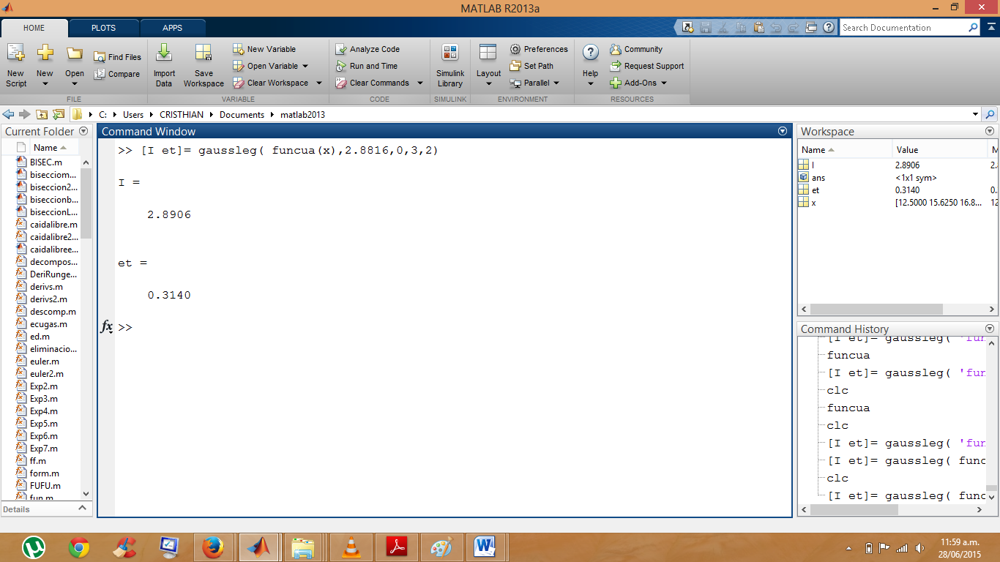 MATLAB R2013a
HOME PLOTS APPS
Search Documentation
New Script
New
Open
Find Files
Compare
Import Data
Save Workspace
New Variable
Open Variable
Clear Workspace
Analyze Code
Run and Time
Clear Commands
Simulink Library
Layout
Preferences
Set Path
Parallel
Help
Community
Request Support
Add-Ons
FILE VARIABLE CODE SIMULINK ENVIRONMENT RESOURCES
C: Users CRISTHIAN Documents matlab2013
Current Folder
Name
BISEC.m
bisecciom...
biseccion2...
biseccionb...
biseccionL...
caidalibre.m
caidalibre2...
caidalibree...
decompos...
DeriRunge...
derivs.m
derivs2.m
descomp.m
ecugas.m
ed.m
eliminacio...
euler.m
euler2.m
Exp2.m
Exp3.m
Exp4.m
Exp5.m
Exp6.m
Exp7.m
ff.m
form.m
FUFU.m
fun.m
Details
Command Window
>> [I et]= gaussleg( funcua(x),2.8816,0,3,2)
I =
2.8906
et =
0.3140
fx >>
Workspace
Name Value M
I 2.8906 2.
ans <1x1 sym>
et 0.3140 0.
x [12.5000 15.6250 16.8... 12
Command History
[I et]= gaussleg( 'fun
funcua
[I et]= gaussleg( 'fun
clc
funcua
clc
[I et]= gaussleg( 'fun
[I et]= gaussleg( func
clc
[I et]= gaussleg( func
11:59 a.m.
28/06/2015